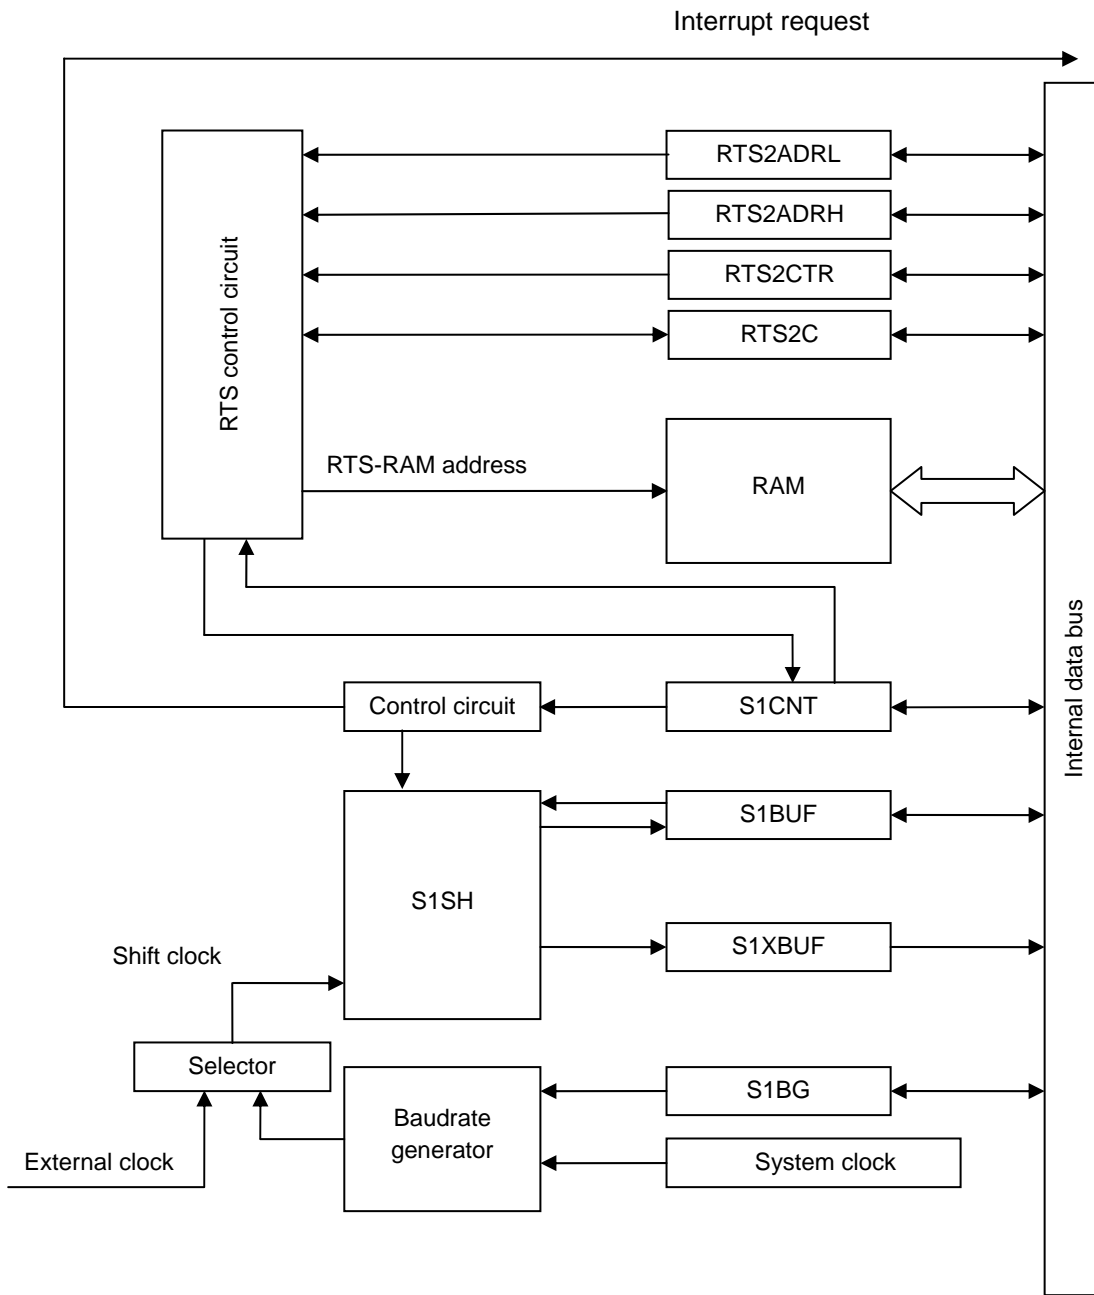 Interrupt request
RTS2ADRL
RTS2ADRH
RTS2CTR
RTS2C
RTS control circuit
RTS-RAM address
RAM
Internal data bus
Control circuit
S1CNT
S1BUF
S1SH
S1XBUF
Shift clock
Selector
S1BG
Baudrate
generator
External clock
System clock